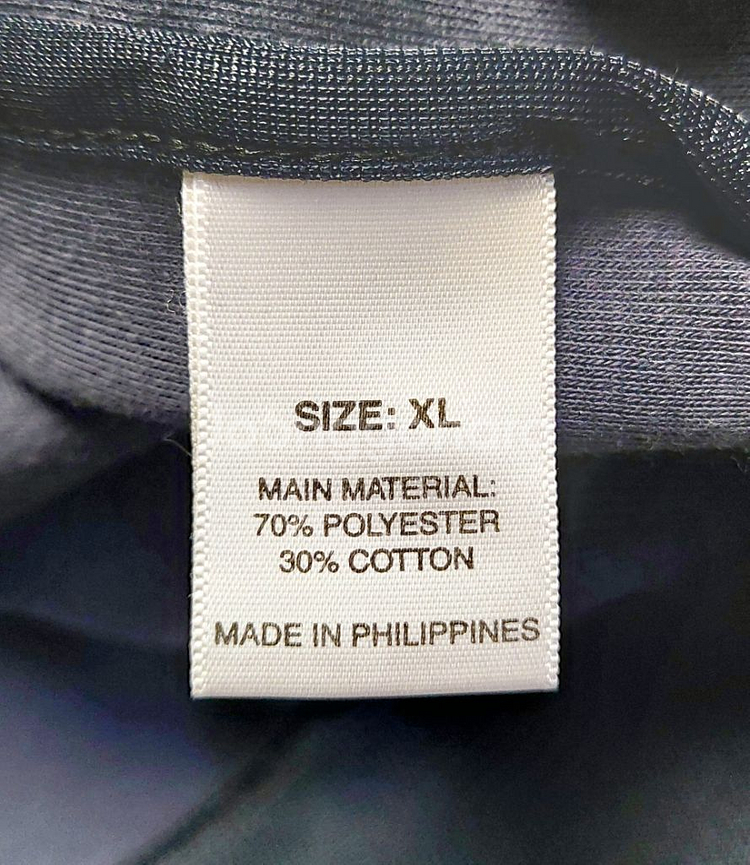 SIZE: XL
MAIN MATERIAL:
70% POLYESTER
30% COTTON
MADE IN PHILIPPINES